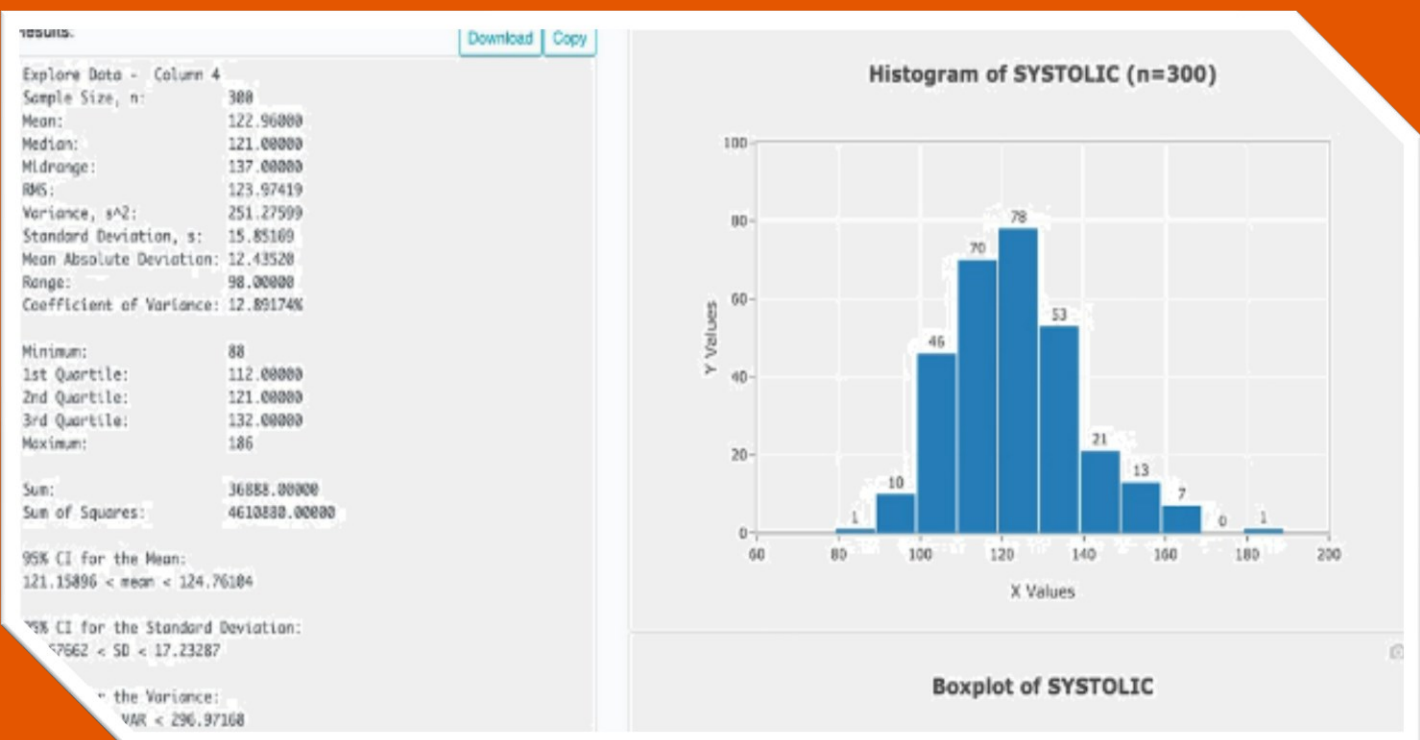 Results:
Download Copy
Explore Data - Column 4
Sample Size, n: 300
Mean: 122.96000
Median: 121.00000
Midrange: 137.00000
RMS: 123.97419
Variance, s^2: 251.27599
Standard Deviation, s: 15.85169
Mean Absolute Deviation: 12.43520
Range: 98.00000
Coefficient of Variance: 12.89174%
Minimum: 88
1st Quartile: 112.00000
2nd Quartile: 121.00000
3rd Quartile: 132.00000
Maximum: 186
Sum: 36888.00000
Sum of Squares: 4610880.00000
95% CI for the Mean:
121.15896 < mean < 124.76104
CI for the Standard Deviation:
< SD < 17.23287
the Variance:
VAR < 296.97160
Histogram of SYSTOLIC (n=300)
100
80
60
40
20
0
Y Values
1
10
46
70
78
53
21
13
7
0
1
60 80 100 120 140 160 180 200
X Values
Boxplot of SYSTOLIC